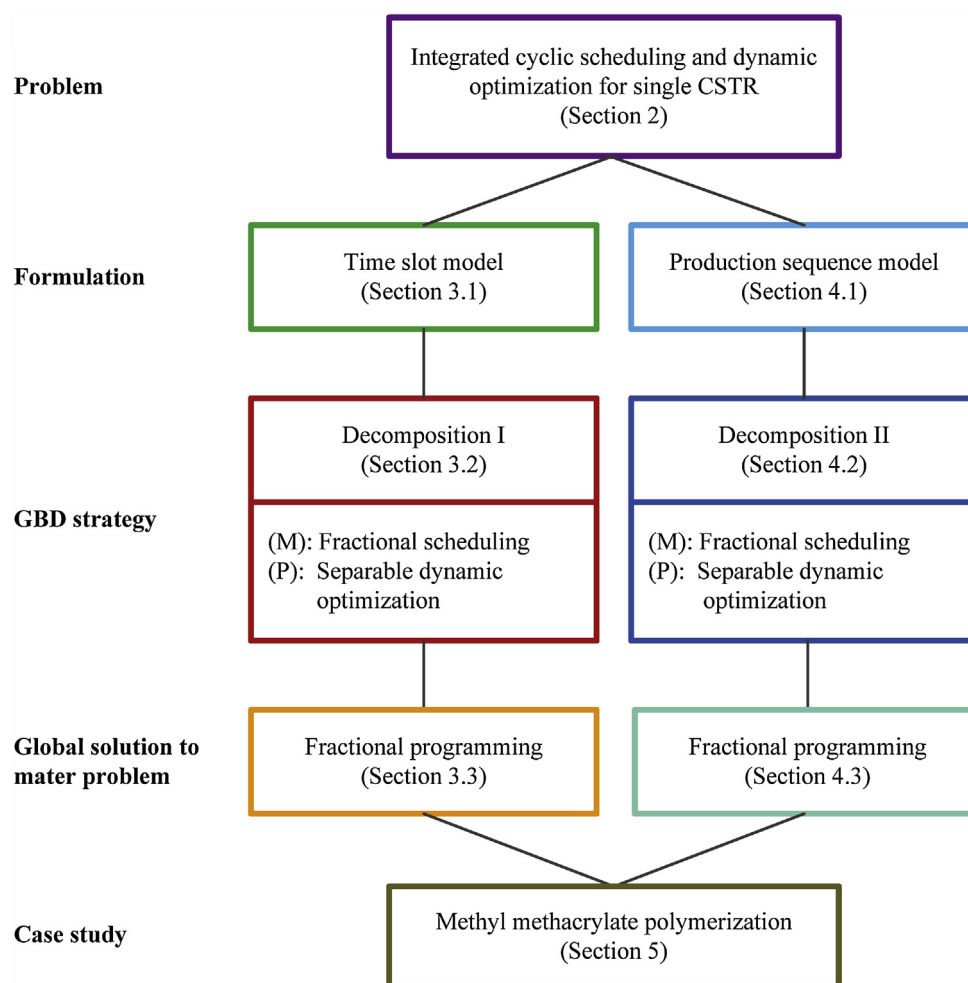 Problem
Integrated cyclic scheduling and dynamic
optimization for single CSTR
(Section 2)
Formulation
Time slot model
(Section 3.1)
Production sequence model
(Section 4.1)
GBD strategy
Decomposition I
(Section 3.2)
(M): Fractional scheduling
(P): Separable dynamic
optimization
Decomposition II
(Section 4.2)
(M): Fractional scheduling
(P): Separable dynamic
optimization
Global solution to
mater problem
Fractional programming
(Section 3.3)
Fractional programming
(Section 4.3)
Case study
Methyl methacrylate polymerization
(Section 5)